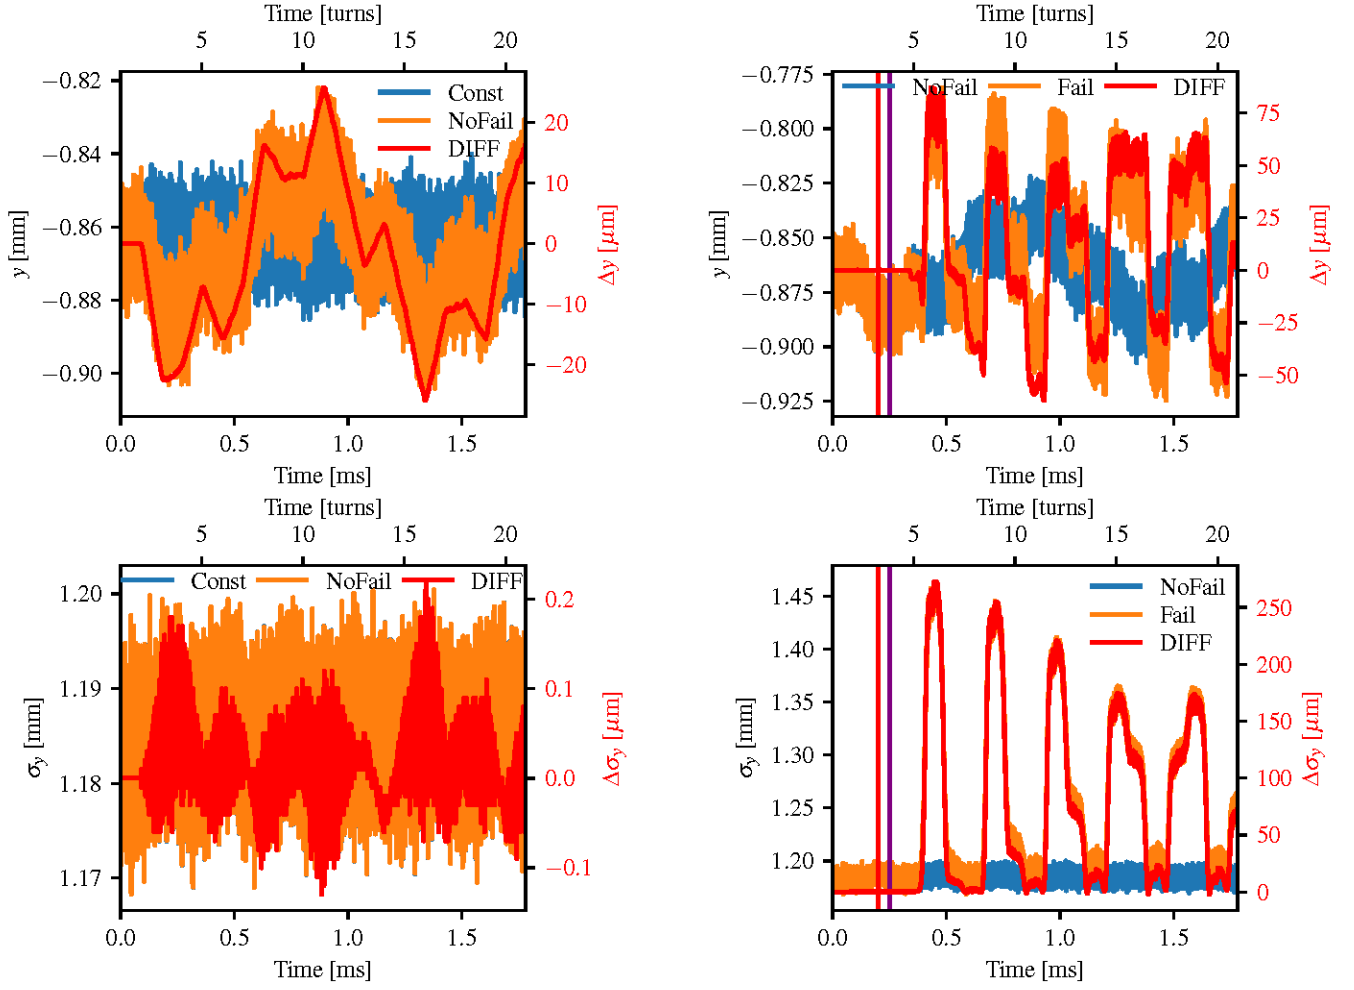 Time [turns]
5 10 15 20
−0.82
−0.84
−0.86
−0.88
−0.90
y [mm]
Const
NoFail
DIFF
20
10
0
−10
−20
Δy [μm]
0.0 0.5 1.0 1.5
Time [ms]
Time [turns]
5 10 15 20
−0.775
−0.800
−0.825
−0.850
−0.875
−0.900
−0.925
y [mm]
NoFail Fail DIFF
75
50
25
0
−25
−50
Δy [μm]
0.0 0.5 1.0 1.5
Time [ms]
Time [turns]
5 10 15 20
1.20
1.19
1.18
1.17
σy [mm]
Const NoFail DIFF
0.2
0.1
0.0
−0.1
Δσy [μm]
0.0 0.5 1.0 1.5
Time [ms]
Time [turns]
5 10 15 20
1.45
1.40
1.35
1.30
1.25
1.20
σy [mm]
NoFail
Fail
DIFF
250
200
150
100
50
0
Δσy [μm]
0.0 0.5 1.0 1.5
Time [ms]